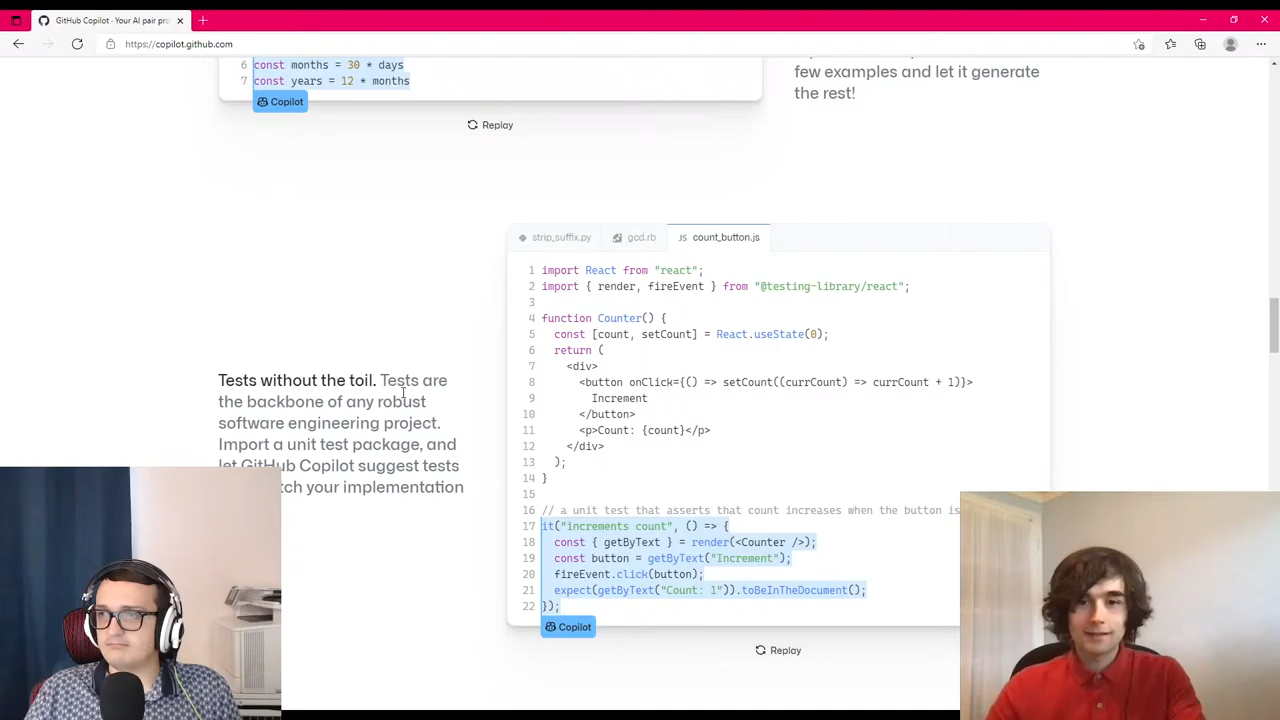 GitHub Copilot - Your AI pair pro
https://copilot.github.com
6 const months = 30 * days
7 const years = 12 * months
Copilot
Replay
few examples and let it generate
the rest!
strip_suffix.py
gcd.rb
JS count_button.js
1 import React from "react";
2 import { render, fireEvent } from "@testing-library/react";
3
4 function Counter() {
5 const [count, setCount] = React.useState(0);
6 return (
7 <div>
8 <button onClick={() => setCount((currCount) => currCount + 1)}>
9 Increment
10 </button>
11 <p>Count: {count}</p>
12 </div>
13 );
14 }
15
16 // a unit test that asserts that count increases when the button is
17 it("increments count", () => {
18 const { getByText } = render(<Counter />);
19 const button = getByText("Increment");
20 fireEvent.click(button);
21 expect(getByText("Count: 1")).toBeInTheDocument();
22 });
Copilot
Replay
Tests without the toil. Tests are
the backbone of any robust
software engineering project.
Import a unit test package, and
let GitHub Copilot suggest tests
your implementation